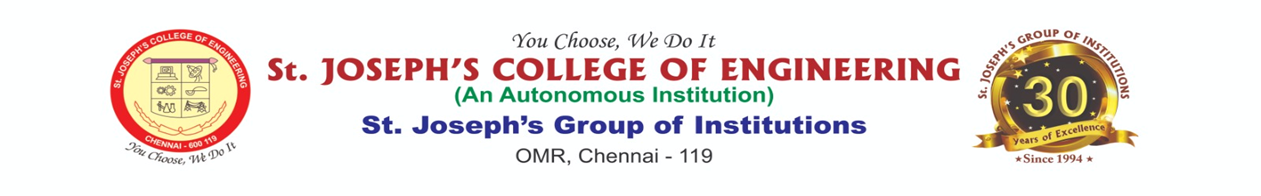 St. JOSEPH'S COLLEGE OF ENGINEERING
CHENNAI - 600 119
You Choose, We Do It
You Choose, We Do It
St. JOSEPH'S COLLEGE OF ENGINEERING
(An Autonomous Institution)
St. Joseph's Group of Institutions
OMR, Chennai - 119
St. JOSEPH'S GROUP OF INSTITUTIONS
30
Years of Excellence
★Since 1994★